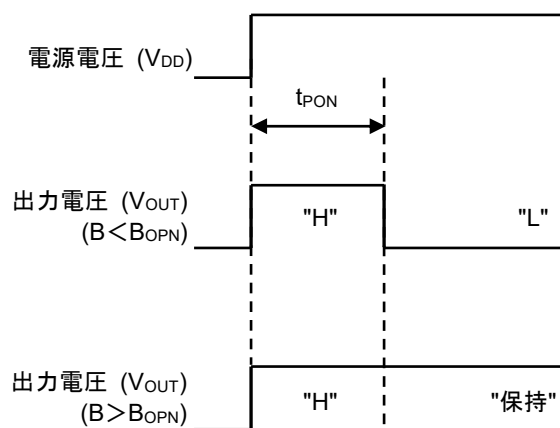 電源電圧 (VDD)
tPON
出力電圧 (VOUT)
(B＜BOPN)
"H"
"L"
出力電圧 (VOUT)
(B＞BOPN)
"H"
"保持"